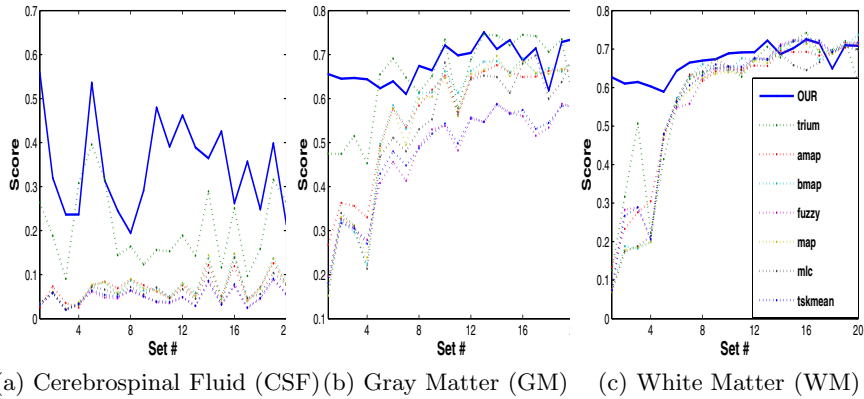 0.7
0.6
0.5
0.4
0.3
0.2
0.1
0
Score
4
8
12
16
20
Set #
0.8
0.7
0.6
0.5
0.4
0.3
0.2
0.1
Score
4
8
12
16
20
Set #
0.8
0.7
0.6
0.5
0.4
0.3
0.2
0.1
0
Score
4
8
12
16
20
Set #
OUR
trium
amap
bmap
fuzzy
map
mlc
tskmean
a) Cerebrospinal Fluid (CSF) (b) Gray Matter (GM) (c) White Matter (WM)